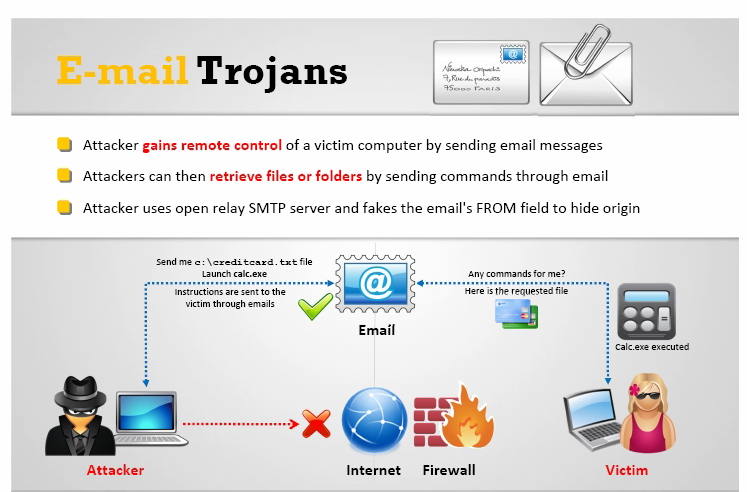 E-mail Trojans
75000 PARIS
Attacker gains remote control of a victim computer by sending email messages
Attackers can then retrieve files or folders by sending commands through email
Attacker uses open relay SMTP server and fakes the email's FROM field to hide origin
Send me c:\creditcard.txt file
Launch calc.exe
Instructions are sent to the
victim through emails
@
Email
Any commands for me?
Here is the requested file
Calc.exe executed
Attacker
Internet
Firewall
Victim